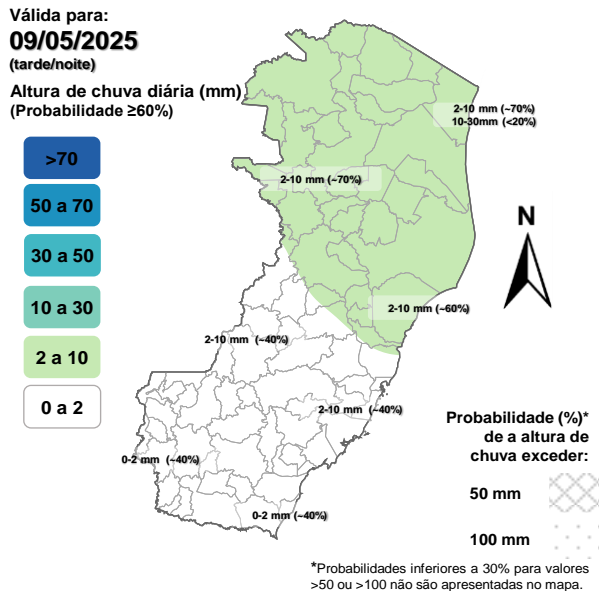 Válida para:
09/05/2025
(tarde/noite)
Altura de chuva diária (mm)
(Probabilidade ≥60%)
>70
50 a 70
30 a 50
10 a 30
2 a 10
0 a 2
2-10 mm (~70%)
10-30mm (<20%)
2-10 mm (~70%)
N
2-10 mm (~60%)
2-10 mm (~40%)
2-10 mm (~40%)
0-2 mm (~40%)
0-2 mm (~40%)
Probabilidade (%)*
de a altura de
chuva exceder:
50 mm
100 mm
*Probabilidades inferiores a 30% para valores
>50 ou >100 não são apresentadas no mapa.